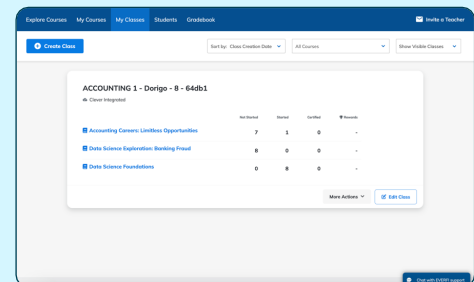 Explore Courses My Courses My Classes Students Gradebook Invite a Teacher
Create Class Sort by: Class Creation Date All Courses Show Visible Classes
ACCOUNTING 1 - Dorigo - 8 - 64db1
Clever Integrated
Not Started Started Certified Rewards
Accounting Careers: Limitless Opportunities 7 1 0 -
Data Science Exploration: Banking Fraud 8 0 0 -
Data Science Foundations 0 8 0 -
More Actions Edit Class
Chat with EVERFI support